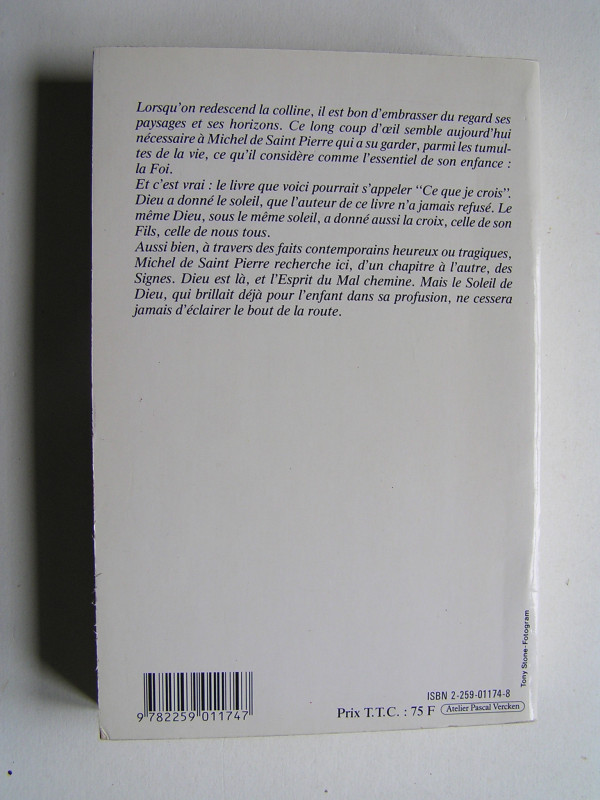 Lorsqu'on redescend la colline, il est bon d'embrasser du regard ses
paysages et ses horizons. Ce long coup d'œil semble aujourd'hui
nécessaire à Michel de Saint Pierre qui a su garder, parmi les tumul-
tes de la vie, ce qu'il considère comme l'essentiel de son enfance :
la Foi.
Et c'est vrai : le livre que voici pourrait s'appeler "Ce que je crois".
Dieu a donné le soleil, que l'auteur de ce livre n'a jamais refusé. Le
même Dieu, sous le même soleil, a donné aussi la croix, celle de son
Fils, celle de nous tous.
Aussi bien, à travers des faits contemporains heureux ou tragiques,
Michel de Saint Pierre recherche ici, d'un chapitre à l'autre, des
Signes. Dieu est là, et l'Esprit du Mal chemine. Mais le Soleil de
Dieu, qui brillait déjà pour l'enfant dans sa profusion, ne cessera
jamais d'éclairer le bout de la route.
Tony Stone-Fotogram
ISBN 2-259-01174-8
9 782259 011747
Prix T.T.C. : 75 F Atelier Pascal Vercken